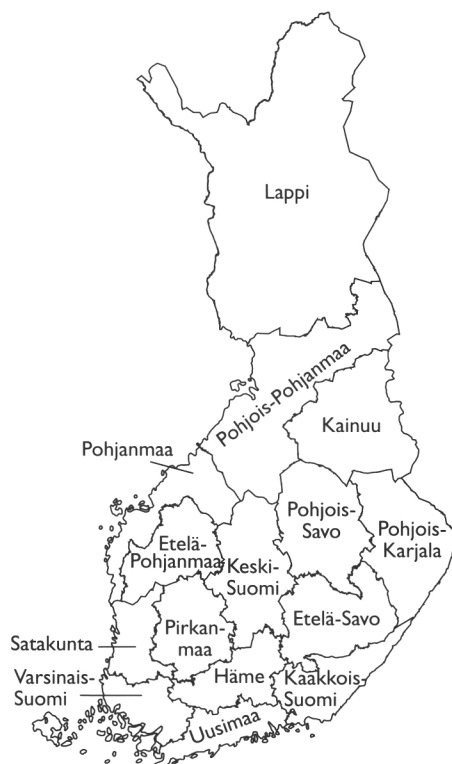 Lappi
Pohjois-Pohjanmaa
Kainuu
Pohjanmaa
Pohjois-
Savo
Pohjois-
Karjala
Etelä-
Pohjanmaa
Keski-
Suomi
Etelä-Savo
Pirkan-
maa
Satakunta
Häme
Kaakkois-
Suomi
Varsinais-
Suomi
Uusimaa